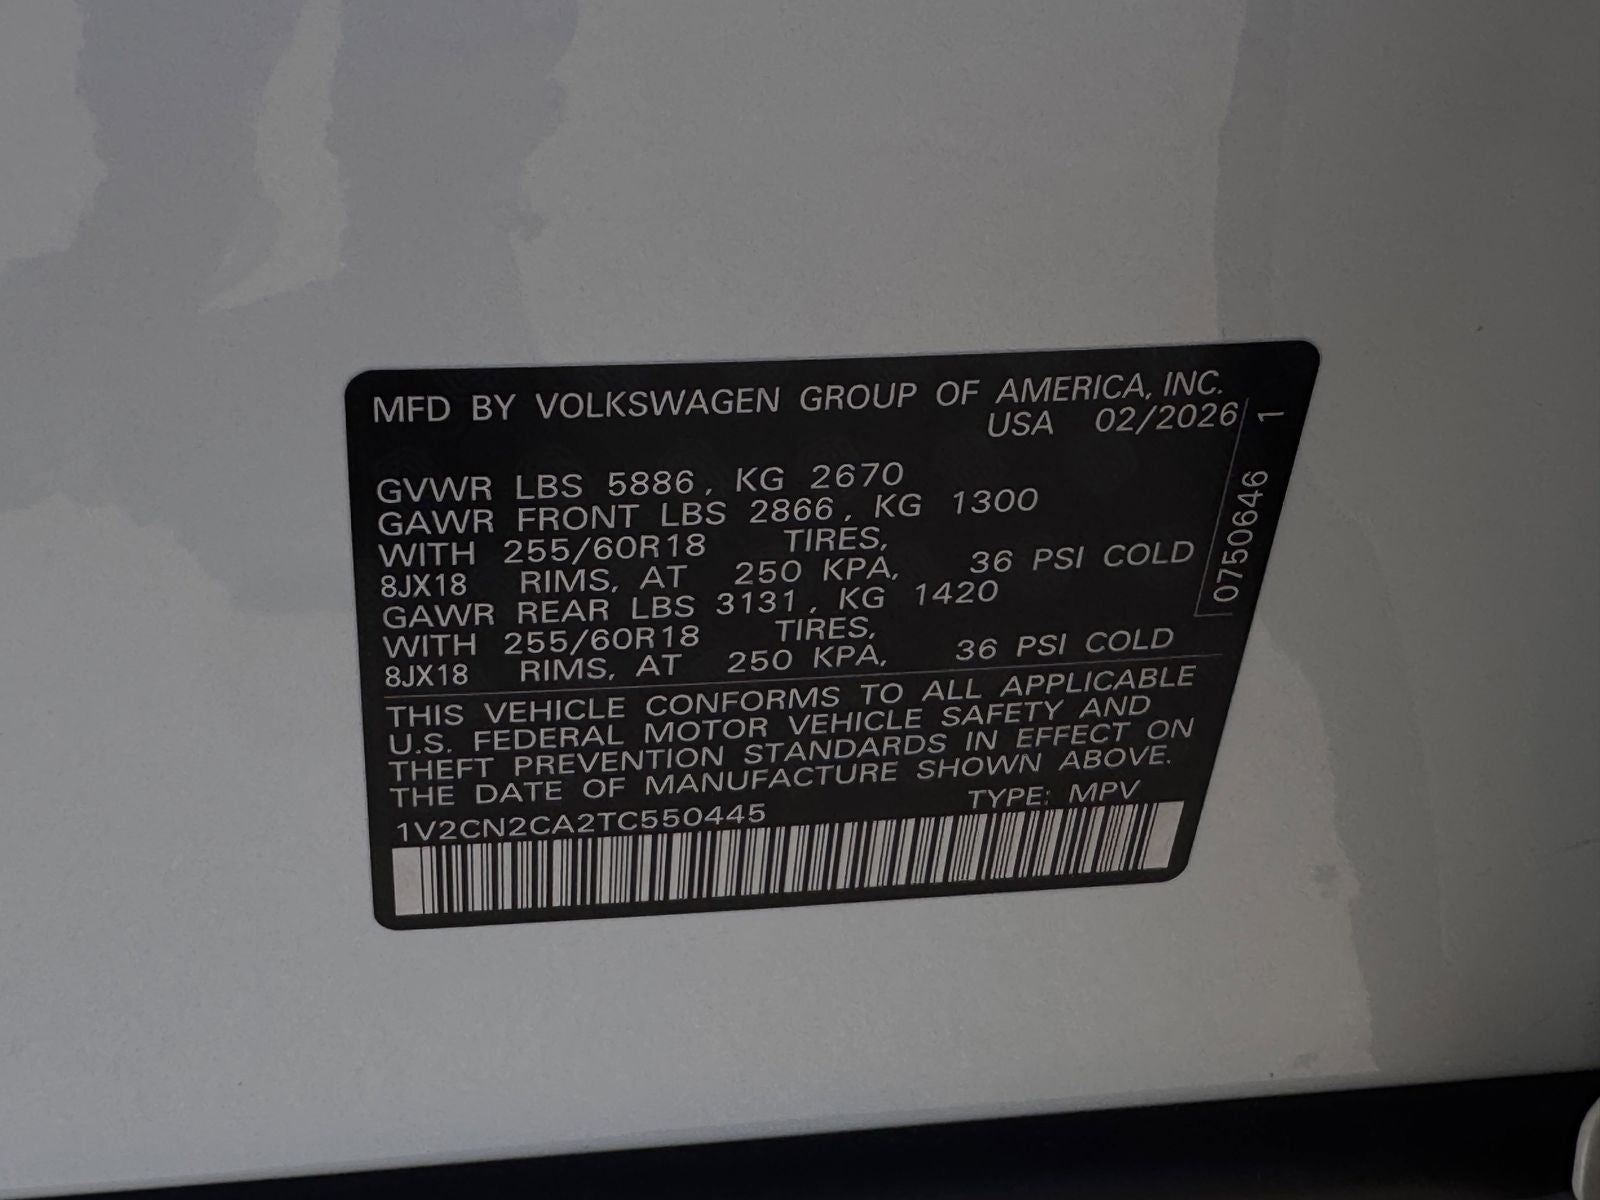 MFD BY VOLKSWAGEN GROUP OF AMERICA, INC.
USA 02/2026
GVWR LBS 5886, KG 2670
GAWR FRONT LBS 2866, KG 1300
WITH 255/60R18 TIRES,
8JX18 RIMS, AT 250 KPA, 36 PSI COLD
GAWR REAR LBS 3131, KG 1420
WITH 255/60R18 TIRES,
8JX18 RIMS, AT 250 KPA, 36 PSI COLD
THIS VEHICLE CONFORMS TO ALL APPLICABLE
U.S. FEDERAL MOTOR VEHICLE SAFETY AND
THEFT PREVENTION STANDARDS IN EFFECT ON
THE DATE OF MANUFACTURE SHOWN ABOVE.
1V2CN2CA2TC550445 TYPE: MPV
0750646 1